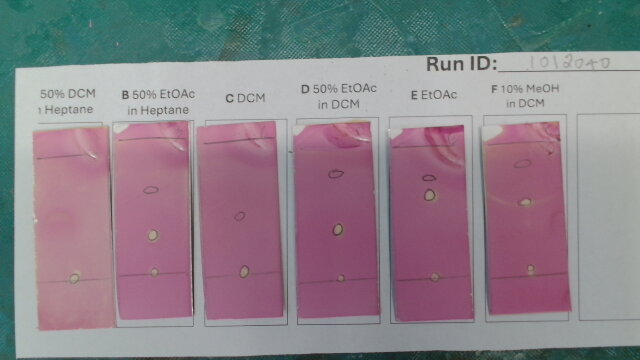 Run ID: 1012040
50% DCM
Heptane
B 50% EtOAc
in Heptane
C DCM
D 50% EtOAc
in DCM
E EtOAc
F 10% MeOH
in DCM